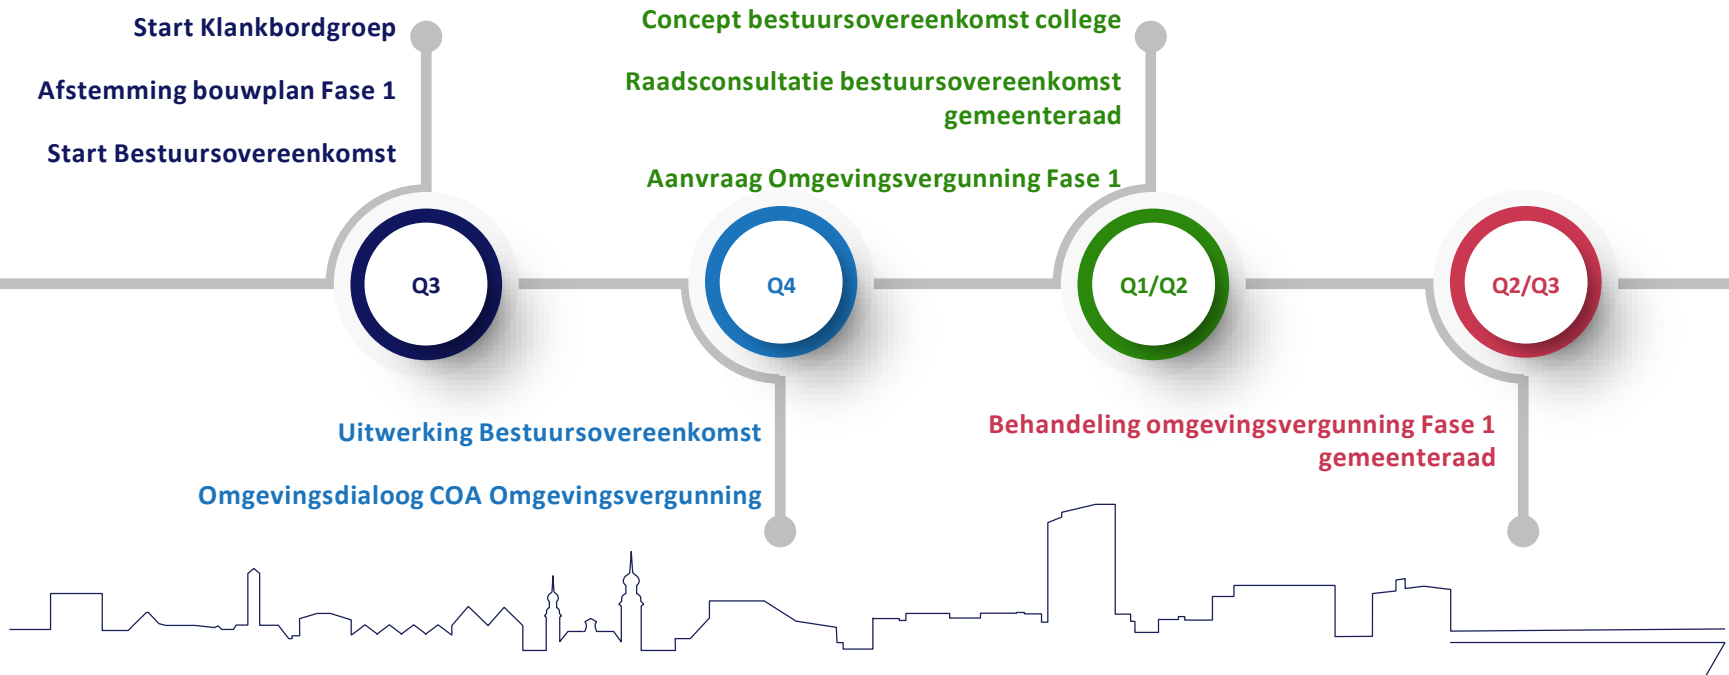 Start Klankbordgroep
Afstemming bouwplan Fase 1
Start Bestuursovereenkomst
Q3
Uitwerking Bestuursovereenkomst
Omgevingsdialoog COA Omgevingsvergunning
Q4
Concept bestuursovereenkomst college
Raadsconsultatie bestuursovereenkomst
gemeenteraad
Aanvraag Omgevingsvergunning Fase 1
Q1/Q2
Behandeling omgevingsvergunning Fase 1
gemeenteraad
Q2/Q3